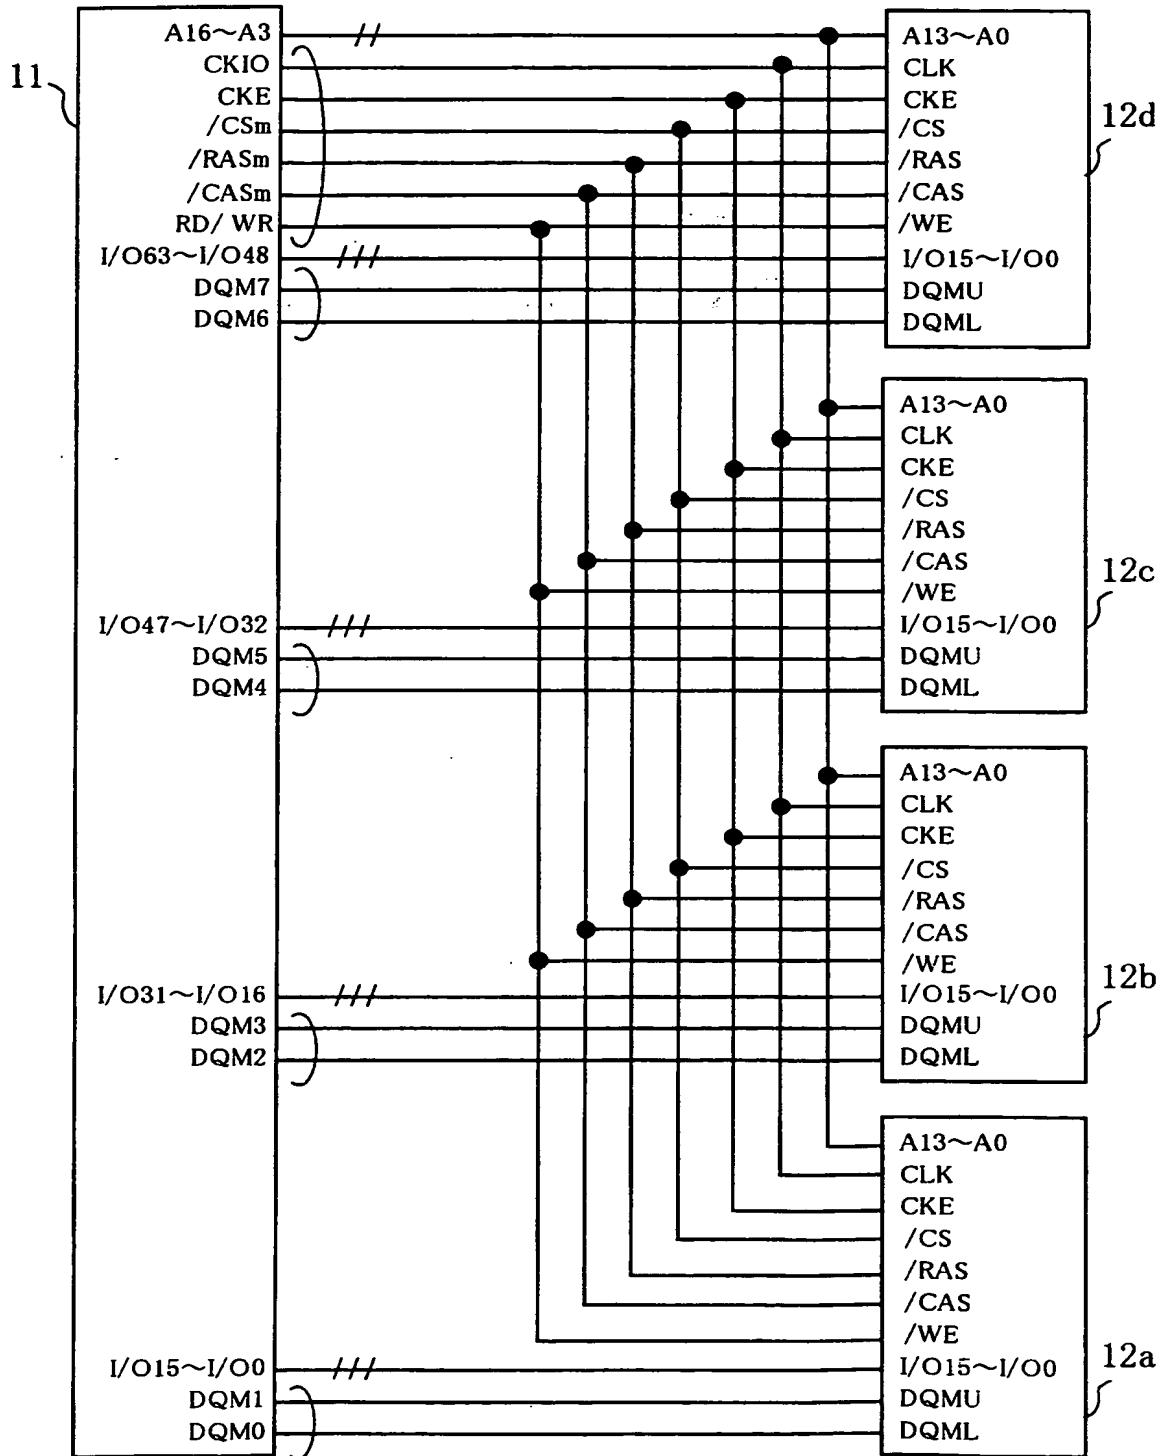 11
A16～A3
CKIO
CKE
/CSm
/RASm
/CASm
RD/WR
I/O63～I/O48
DQM7
DQM6
I/O47～I/O32
DQM5
DQM4
I/O31～I/O16
DQM3
DQM2
I/O15～I/O0
DQM1
DQM0
A13～A0
CLK
CKE
/CS
/RAS
/CAS
/WE
I/O15～I/O0
DQMU
DQML
12d
A13～A0
CLK
CKE
/CS
/RAS
/CAS
/WE
I/O15～I/O0
DQMU
DQML
12c
A13～A0
CLK
CKE
/CS
/RAS
/CAS
/WE
I/O15～I/O0
DQMU
DQML
12b
A13～A0
CLK
CKE
/CS
/RAS
/CAS
/WE
I/O15～I/O0
DQMU
DQML
12a